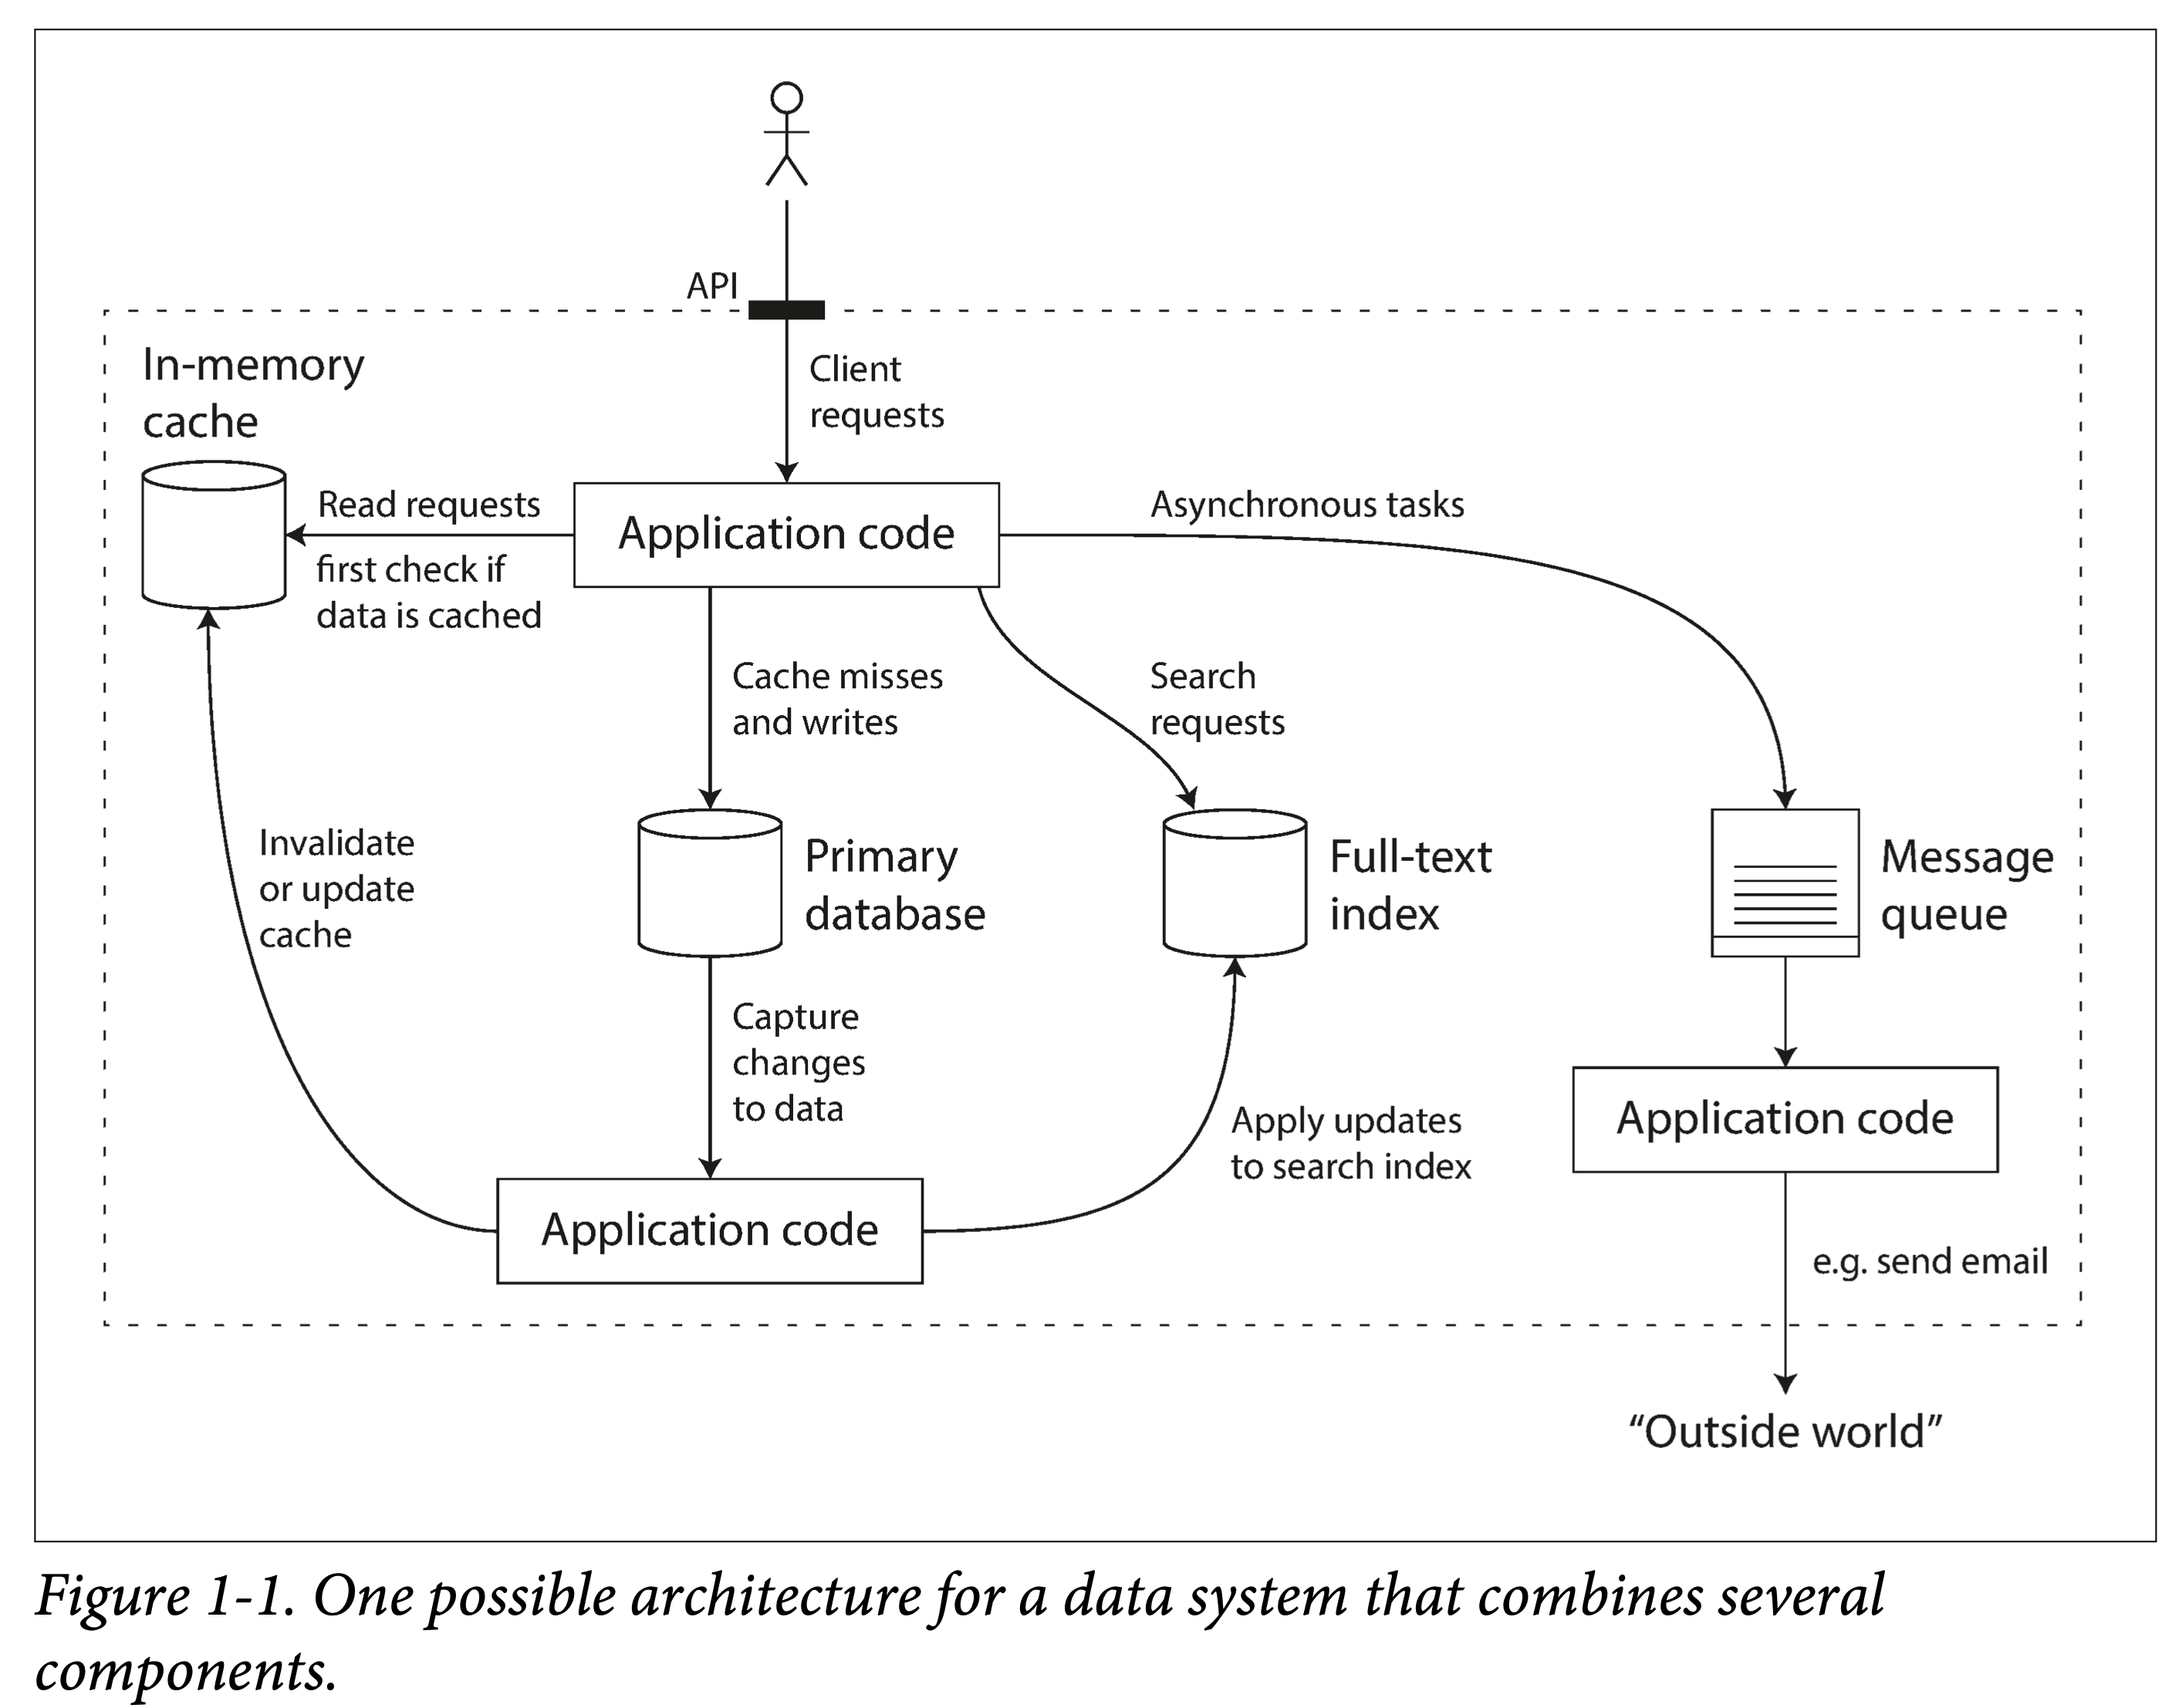 API
Client
requests
In-memory
cache
Read requests
first check if
data is cached
Application code
Asynchronous tasks
Cache misses
and writes
Search
requests
Invalidate
or update
cache
Primary
database
Full-text
index
Message
queue
Capture
changes
to data
Apply updates
to search index
Application code
Application code
e.g. send email
“Outside world”
Figure 1-1. One possible architecture for a data system that combines several
components.